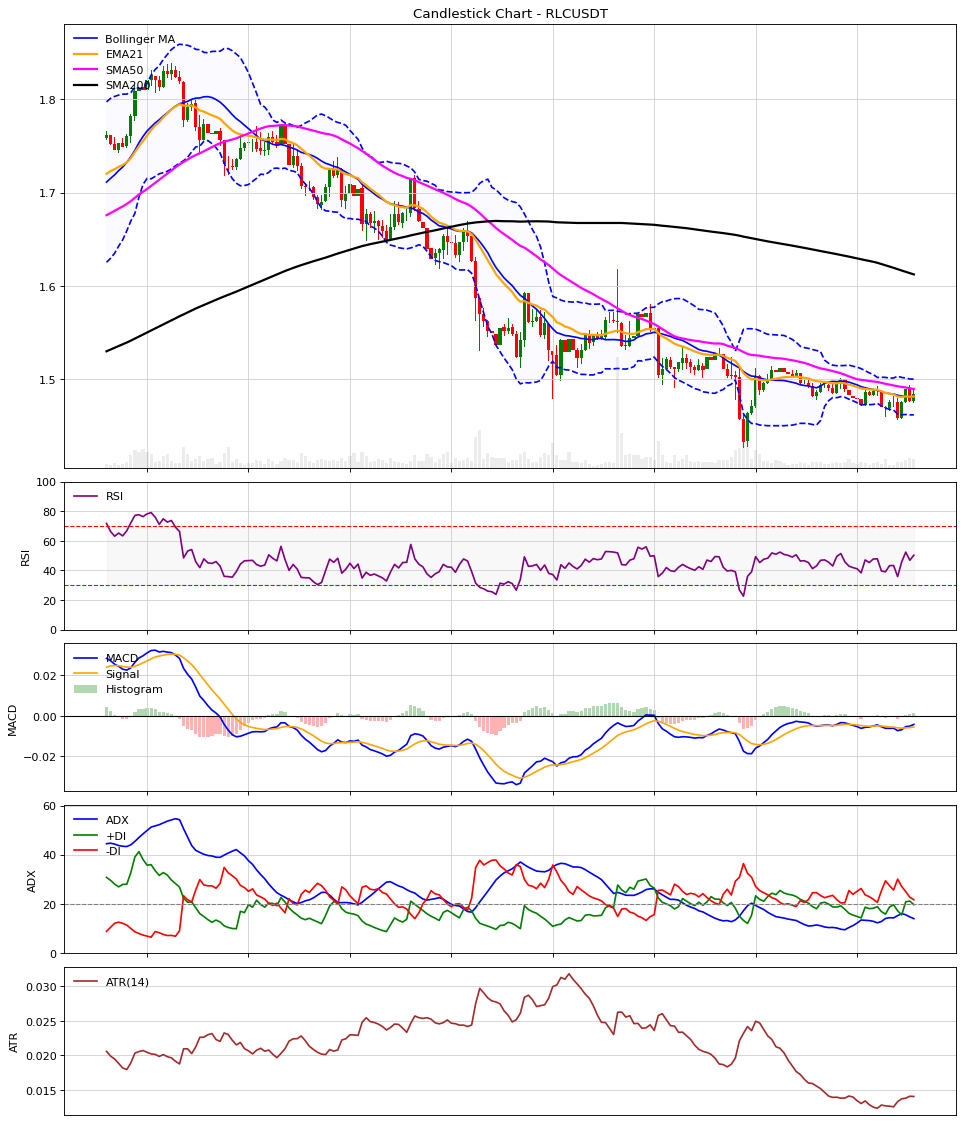 Candlestick Chart - RLCUSDT
Bollinger MA
EMA21
SMA50
SMA200
1.8
1.7
1.6
1.5
RSI
100
80
60
40
20
0
RSI
MACD
Signal
Histogram
0.02
0.00
−0.02
MACD
ADX
+DI
-DI
60
40
20
0
ADX
ATR(14)
0.030
0.025
0.020
0.015
ATR